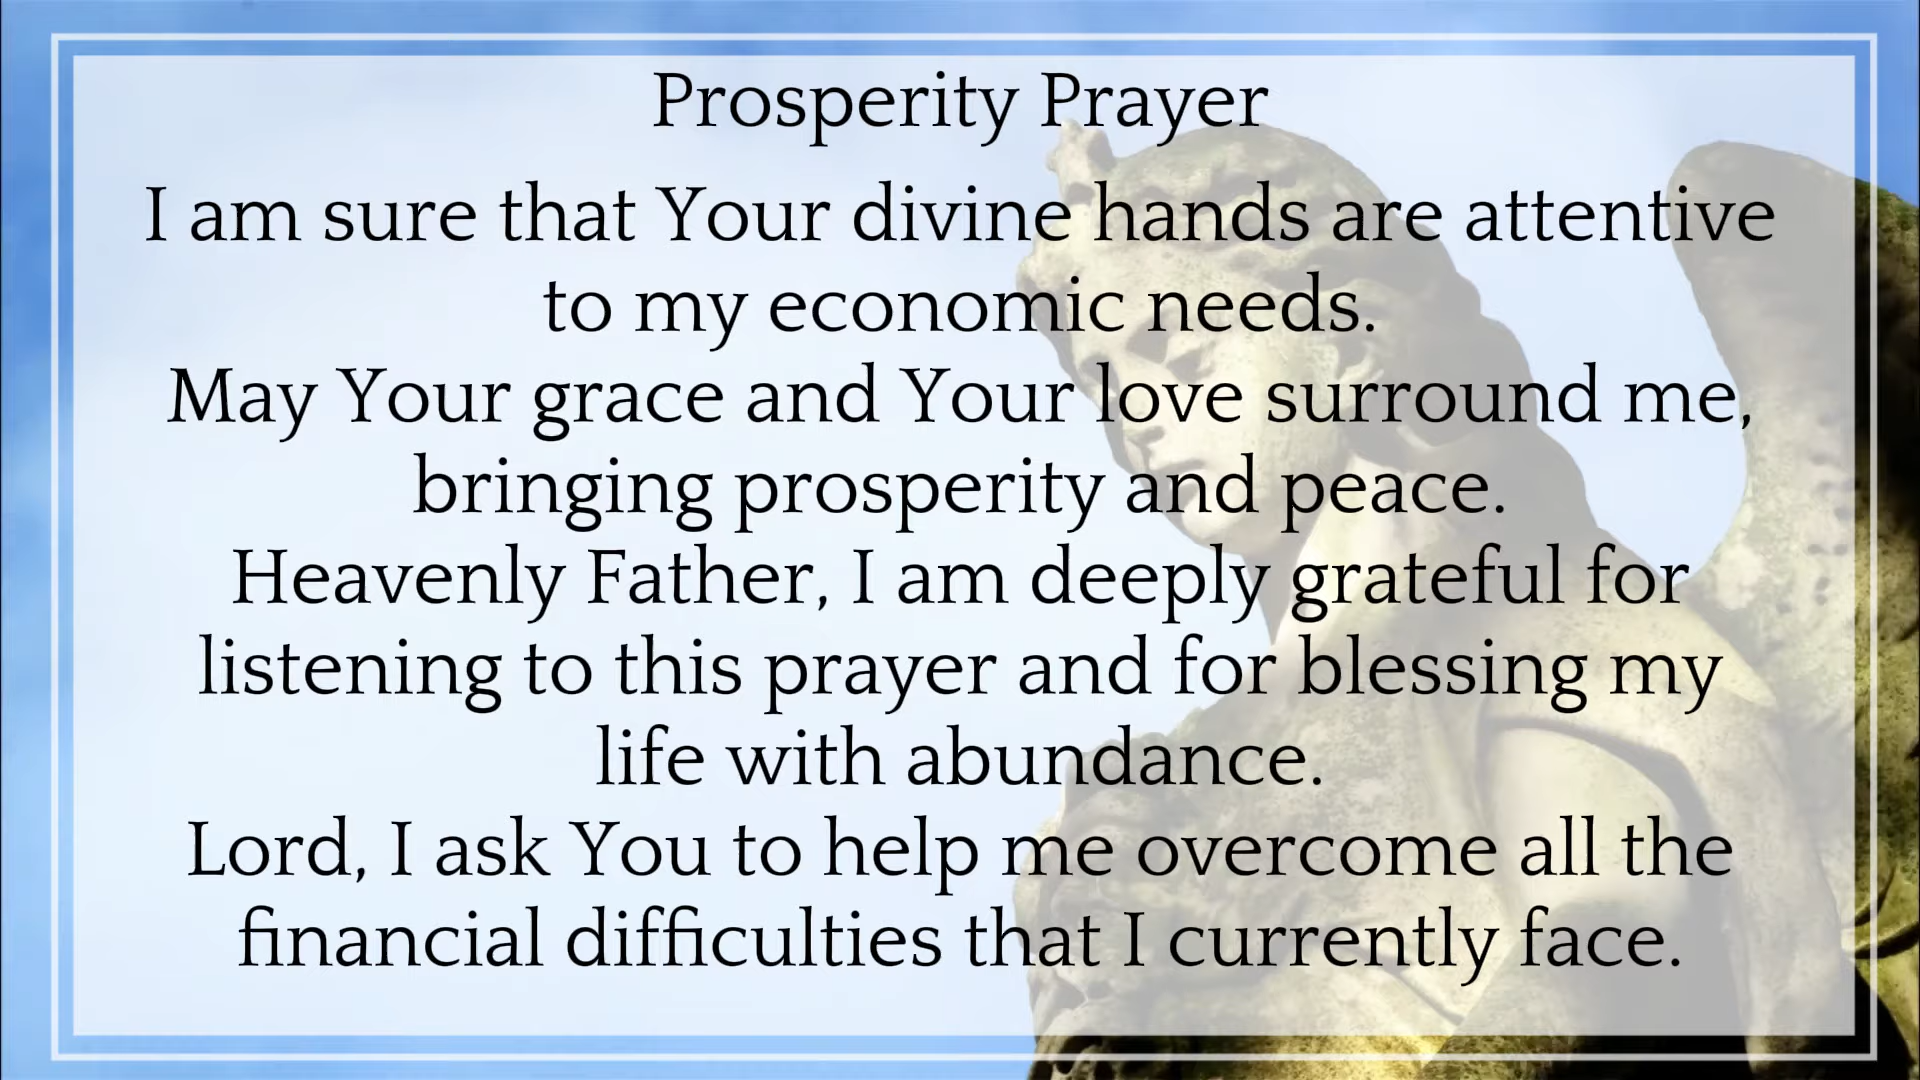 Prosperity Prayer
I am sure that Your divine hands are attentive
to my economic needs.
May Your grace and Your love surround me,
bringing prosperity and peace.
Heavenly Father, I am deeply grateful for
listening to this prayer and for blessing my
life with abundance.
Lord, I ask You to help me overcome all the
financial difficulties that I currently face.